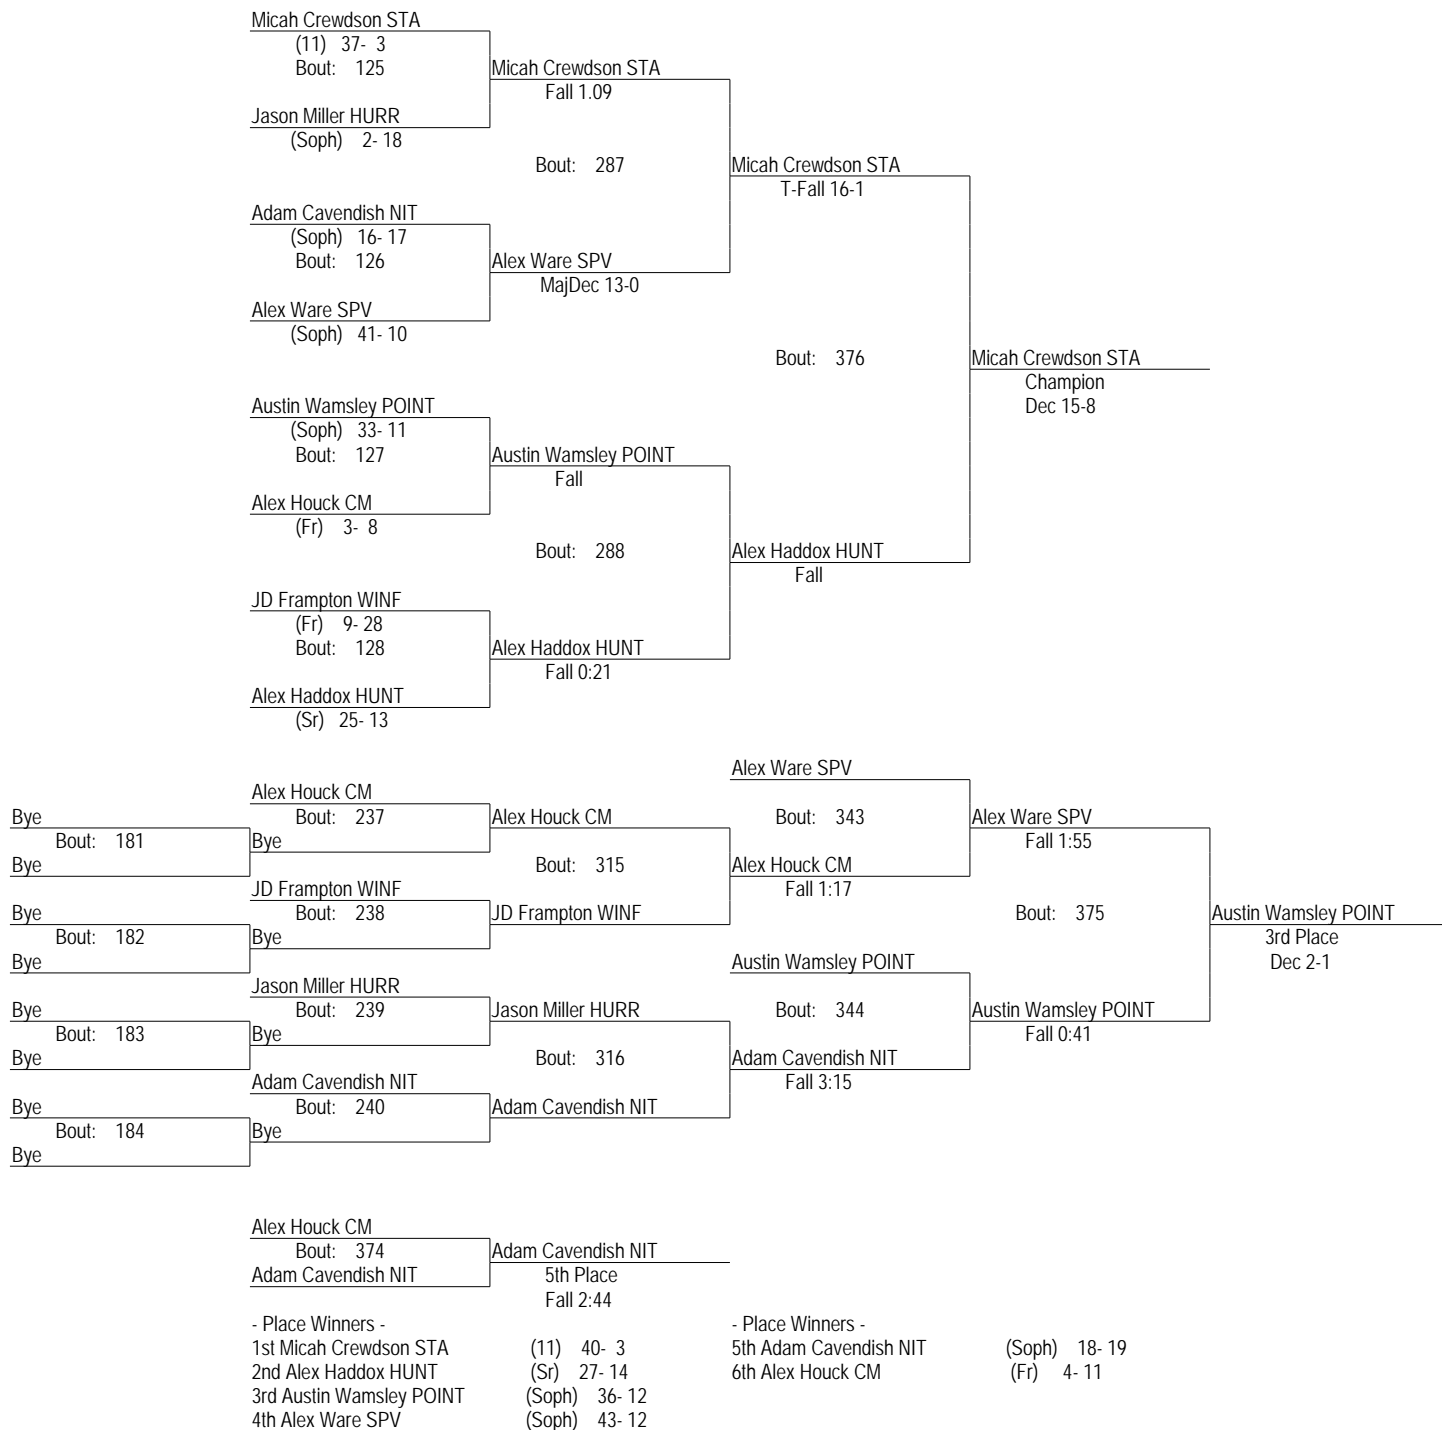 Micah Crewdson STA
(11) 37- 3
Bout: 125
Micah Crewdson STA
Fall 1.09
Jason Miller HURR
(Soph) 2- 18
Bout: 287
Micah Crewdson STA
T-Fall 16-1
Adam Cavendish NIT
(Soph) 16- 17
Bout: 126
Alex Ware SPV
MajDec 13-0
Alex Ware SPV
(Soph) 41- 10
Bout: 376
Micah Crewdson STA
Champion
Dec 15-8
Austin Wamsley POINT
(Soph) 33- 11
Bout: 127
Austin Wamsley POINT
Fall
Alex Houck CM
(Fr) 3- 8
Bout: 288
Alex Haddox HUNT
Fall
JD Frampton WINF
(Fr) 9- 28
Bout: 128
Alex Haddox HUNT
Fall 0:21
Alex Haddox HUNT
(Sr) 25- 13
Alex Ware SPV
Alex Houck CM
Bye
Bout: 237
Alex Houck CM
Bout: 343
Alex Ware SPV
Bout: 181
Bye
Fall 1:55
Bye
Bout: 315
Alex Houck CM
JD Frampton WINF
Fall 1:17
Bye
Bout: 238
JD Frampton WINF
Bout: 375
Austin Wamsley POINT
Bout: 182
Bye
3rd Place
Bye
Austin Wamsley POINT
Dec 2-1
Jason Miller HURR
Bye
Bout: 239
Jason Miller HURR
Bout: 344
Austin Wamsley POINT
Bout: 183
Bye
Fall 0:41
Bye
Bout: 316
Adam Cavendish NIT
Adam Cavendish NIT
Fall 3:15
Bye
Bout: 240
Adam Cavendish NIT
Bout: 184
Bye
Bye
Alex Houck CM
Bout: 374
Adam Cavendish NIT
Adam Cavendish NIT
5th Place
Fall 2:44
- Place Winners -
1st Micah Crewdson STA (11) 40- 3
2nd Alex Haddox HUNT (Sr) 27- 14
3rd Austin Wamsley POINT (Soph) 36- 12
4th Alex Ware SPV (Soph) 43- 12
- Place Winners -
5th Adam Cavendish NIT (Soph) 18- 19
6th Alex Houck CM (Fr) 4- 11